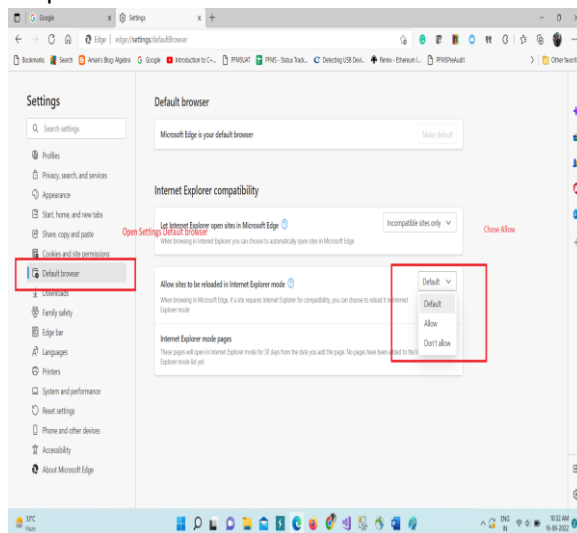 Google
Settings
Edge | edge://settings/defaultBrowser
Bookmarks Search Aman's Blog: Algebra Google Introduction to C+... PFMSUAT PFMS - Status Track... Detecting USB Devi... Remix - Ethereum I... PFMSPreAudit Other favorit
Settings
Search settings
Profiles
Privacy, search, and services
Appearance
Start, home, and new tabs
Share, copy and paste
Cookies and site permissions
Default browser
Downloads
Family safety
Edge bar
Languages
Printers
System and performance
Reset settings
Phone and other devices
Accessibility
About Microsoft Edge
Default browser
Microsoft Edge is your default browser Make default
Internet Explorer compatibility
Let Internet Explorer open sites in Microsoft Edge Incompatible sites only
When browsing in Internet Explorer you can choose to automatically open sites in Microsoft Edge
Open Settings Default browser
Chose Allow
Allow sites to be reloaded in Internet Explorer mode Default
When browsing in Microsoft Edge, if a site requires Internet Explorer for compatibility, you can choose to reload it in Internet
Explorer mode
Default
Allow
Don't allow
Internet Explorer mode pages
These pages will open in Internet Explorer mode for 30 days from the date you add the page. No pages have been added to the
Explorer mode list yet.
33°C
Haze
ENG
IN
10:32 AM
16-06-2022